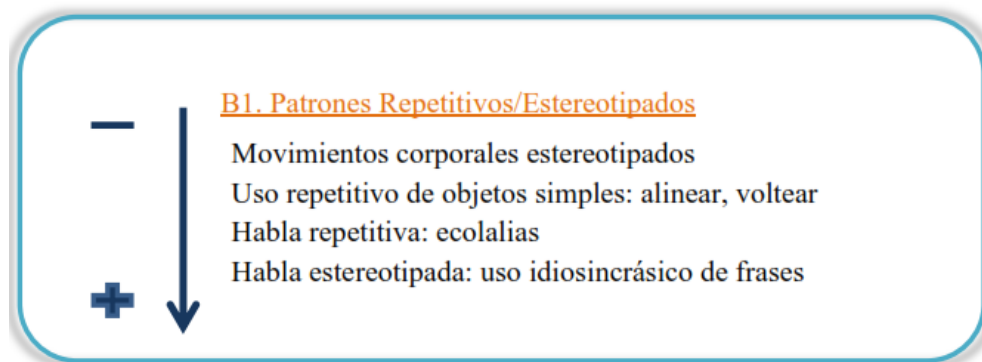 B1. Patrones Repetitivos/Estereotipados
Movimientos corporales estereotipados
Uso repetitivo de objetos simples: alinear, voltear
Habla repetitiva: ecolalias
Habla estereotipada: uso idiosincrásico de frases